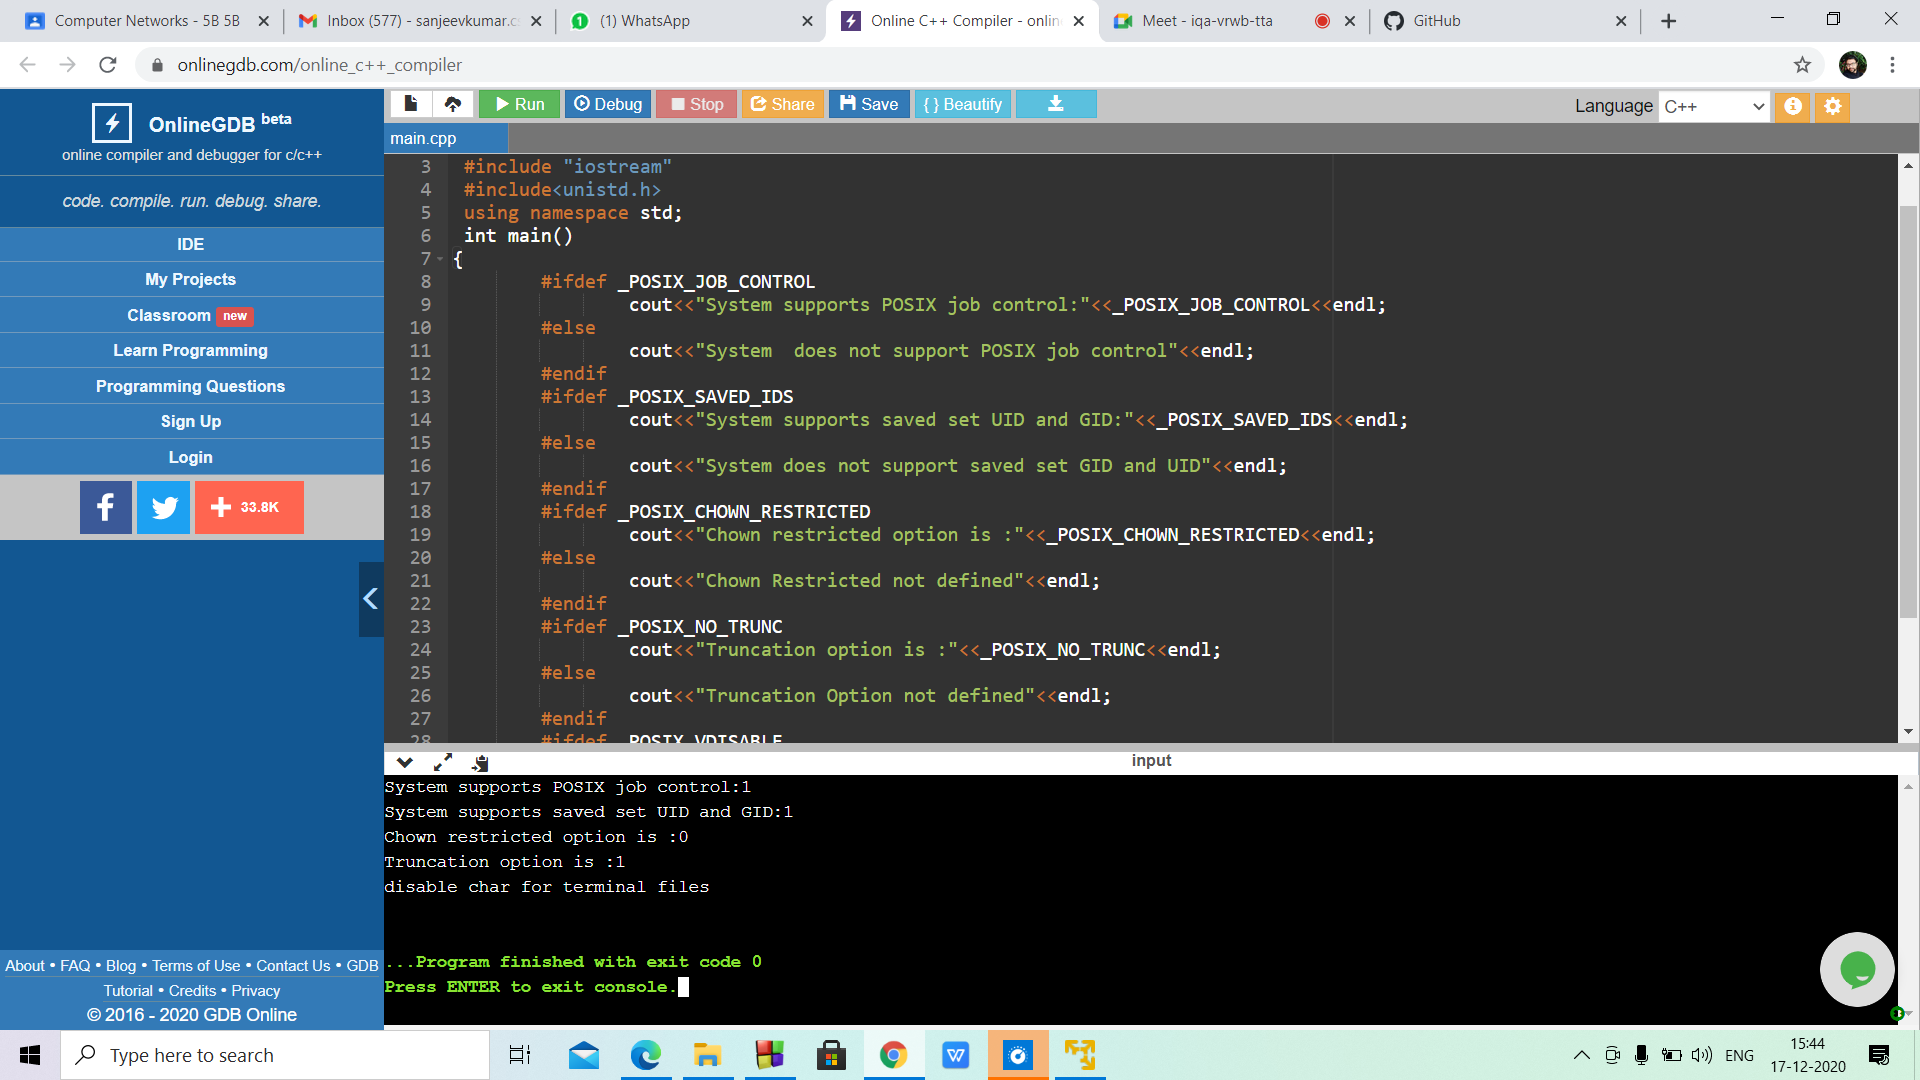 Computer Networks - 5B 5B
Inbox (577) - sanjeevkumar.c
(1) WhatsApp
Online C++ Compiler - onlin
Meet - iqa-vrwb-tta
GitHub
onlinegdb.com/online_c++_compiler
OnlineGDB beta
online compiler and debugger for c/c++
code. compile. run. debug. share.
IDE
My Projects
Classroom new
Learn Programming
Programming Questions
Sign Up
Login
33.8K
About • FAQ • Blog • Terms of Use • Contact Us • GDB
Tutorial • Credits • Privacy
© 2016 - 2020 GDB Online
Run
Debug
Stop
Share
Save
{ } Beautify
Language C++
main.cpp
3 #include "iostream"
4 #include<unistd.h>
5 using namespace std;
6 int main()
7 {
8 #ifdef _POSIX_JOB_CONTROL
9 cout<<"System supports POSIX job control:"<<_POSIX_JOB_CONTROL<<endl;
10 #else
11 cout<<"System  does not support POSIX job control"<<endl;
12 #endif
13 #ifdef _POSIX_SAVED_IDS
14 cout<<"System supports saved set UID and GID:"<<_POSIX_SAVED_IDS<<endl;
15 #else
16 cout<<"System does not support saved set GID and UID"<<endl;
17 #endif
18 #ifdef _POSIX_CHOWN_RESTRICTED
19 cout<<"Chown restricted option is :"<<_POSIX_CHOWN_RESTRICTED<<endl;
20 #else
21 cout<<"Chown Restricted not defined"<<endl;
22 #endif
23 #ifdef _POSIX_NO_TRUNC
24 cout<<"Truncation option is :"<<_POSIX_NO_TRUNC<<endl;
25 #else
26 cout<<"Truncation Option not defined"<<endl;
27 #endif
28 #ifdef _POSIX_VDISABLE
input
System supports POSIX job control:1
System supports saved set UID and GID:1
Chown restricted option is :0
Truncation option is :1
disable char for terminal files
...Program finished with exit code 0
Press ENTER to exit console.
Type here to search
ENG
15:44
17-12-2020